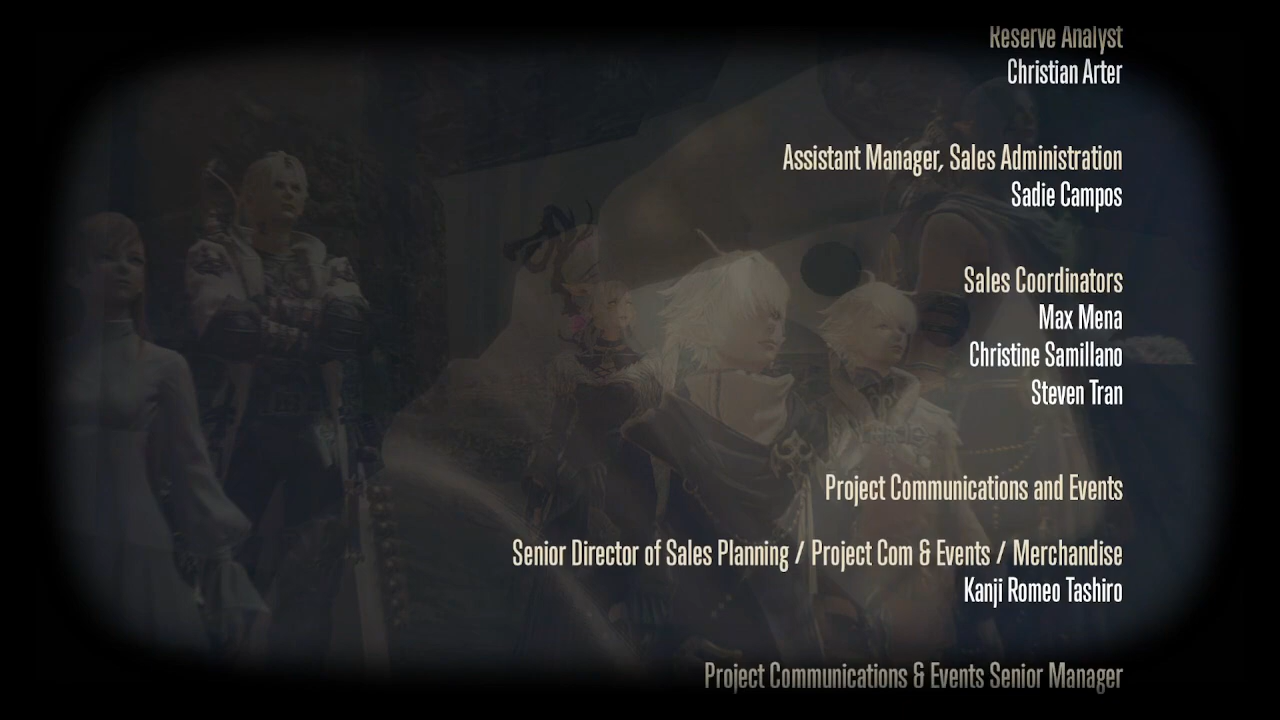 Reserve Analyst
Christian Arter
Assistant Manager, Sales Administration
Sadie Campos
Sales Coordinators
Max Mena
Christine Samillano
Steven Tran
Project Communications and Events
Senior Director of Sales Planning / Project Com & Events / Merchandise
Kanji Romeo Tashiro
Project Communications & Events Senior Manager